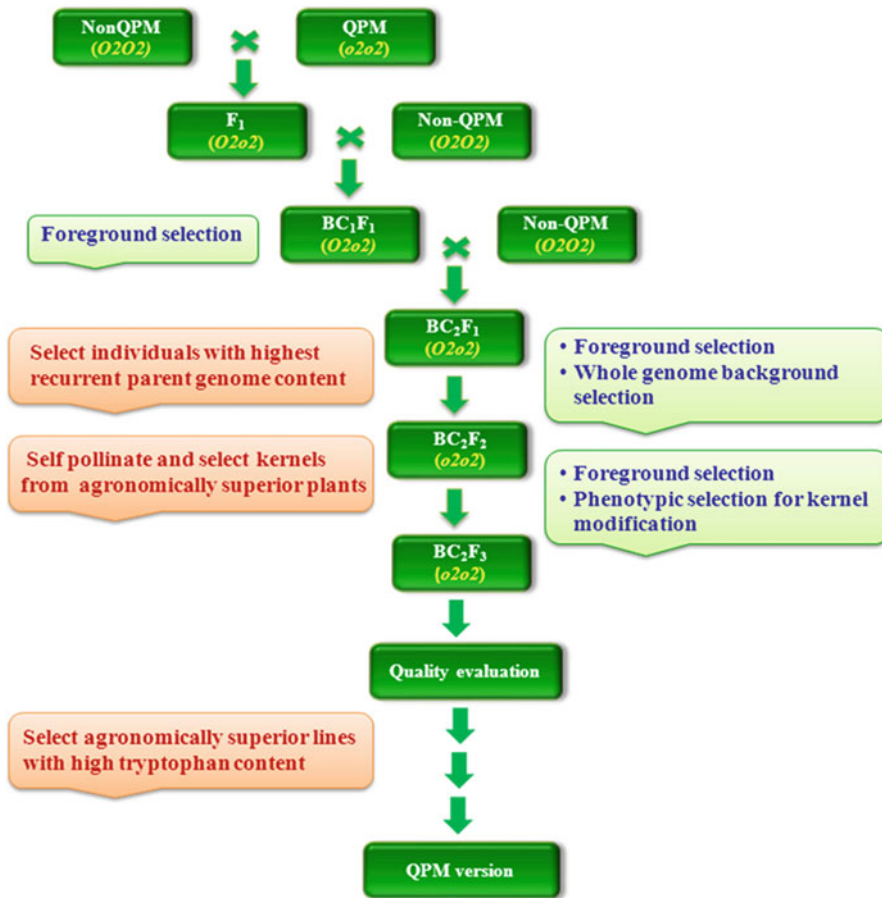 NonQPM
(O2O2)
QPM
(o2o2)
F₁
(O2o2)
Non-QPM
(O2O2)
Foreground selection
BC₁F₁
(O2o2)
Non-QPM
(O2O2)
BC₂F₁
(O2o2)
Select individuals with highest
recurrent parent genome content
• Foreground selection
• Whole genome background
selection
BC₂F₂
(o2o2)
Self pollinate and select kernels
from agronomically superior plants
• Foreground selection
• Phenotypic selection for kernel
modification
BC₂F₃
(o2o2)
Quality evaluation
Select agronomically superior lines
with high tryptophan content
QPM version